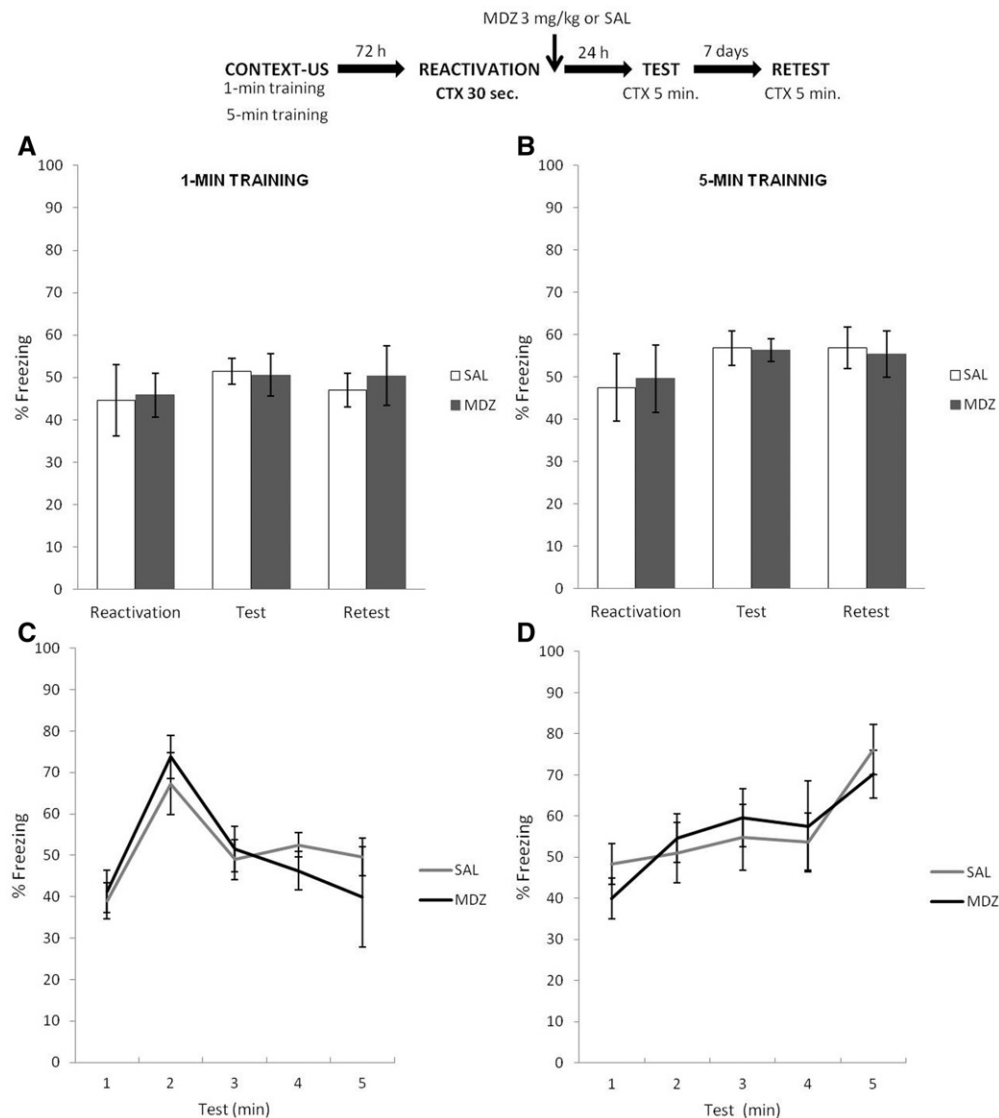 MDZ 3 mg/kg or SAL
72 h 24 h 7 days
CONTEXT-US REACTIVATION TEST RETEST
1-min training CTX 30 sec. CTX 5 min. CTX 5 min.
5-min training
A
1-MIN TRAINING
% Freezing
100
90
80
70
60
50
40
30
20
10
0
Reactivation Test Retest
SAL
MDZ
B
5-MIN TRAINNIG
% Freezing
100
90
80
70
60
50
40
30
20
10
0
Reactivation Test Retest
SAL
MDZ
C
% Freezing
100
90
80
70
60
50
40
30
20
10
0
1 2 3 4 5
Test (min)
SAL
MDZ
D
% Freezing
100
90
80
70
60
50
40
30
20
10
0
1 2 3 4 5
Test (min)
SAL
MDZ